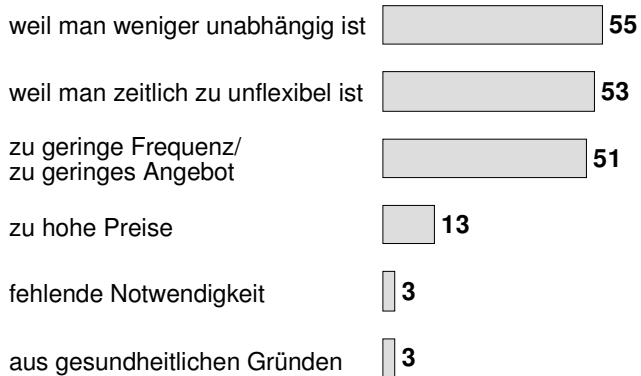 weil man weniger unabhängig ist 55
weil man zeitlich zu unflexibel ist 53
zu geringe Frequenz/
zu geringes Angebot 51
zu hohe Preise 13
fehlende Notwendigkeit 3
aus gesundheitlichen Gründen 3